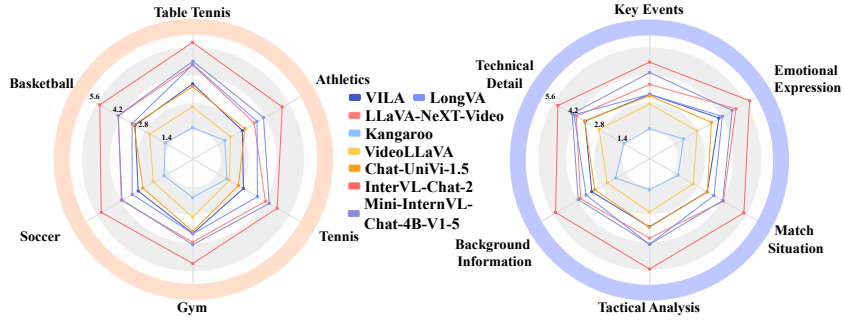 Table Tennis
Basketball
Athletics
5.6
4.2
2.8
1.4
Soccer
Tennis
Gym
VILA LongVA
LLaVA-NeXT-Video
Kangaroo
VideoLLaVA
Chat-UniVi-1.5
InterVL-Chat-2
Mini-InternVL-
Chat-4B-V1-5
Key Events
Technical
Detail
Emotional
Expression
5.6
4.2
2.8
1.4
Background
Information
Match
Situation
Tactical Analysis